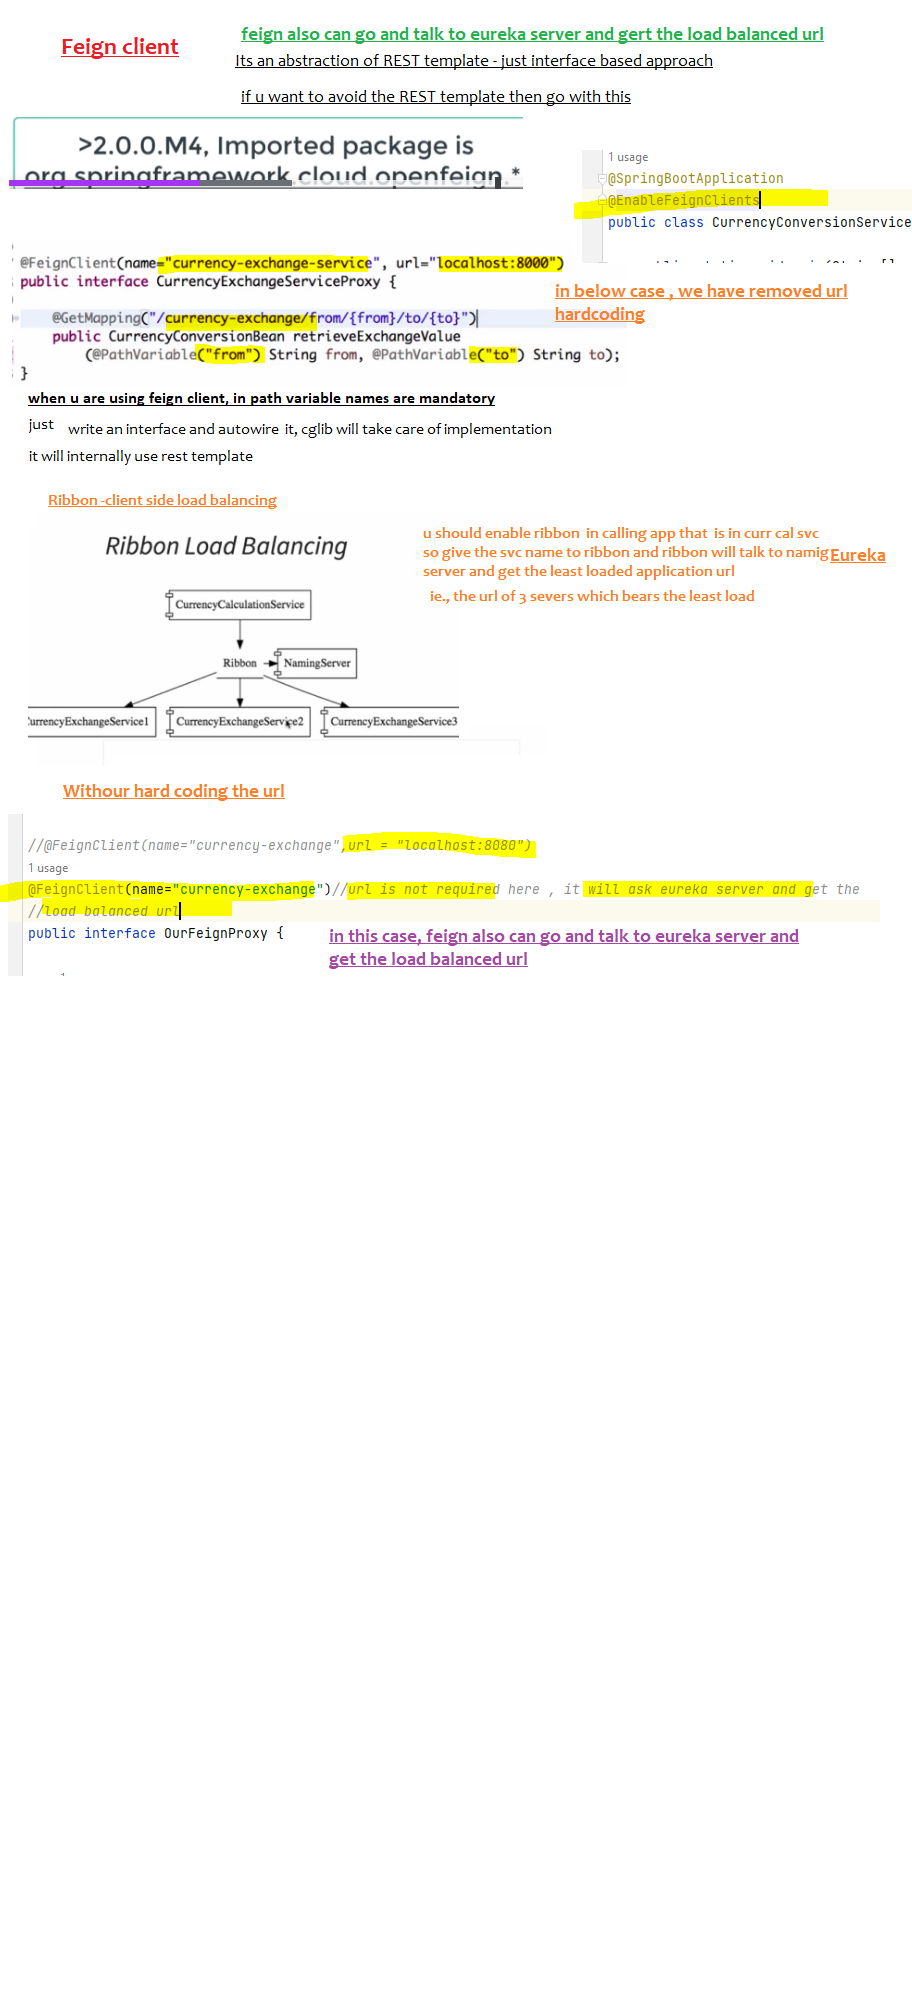 Feign client
feign also can go and talk to eureka server and gert the load balanced url
Its an abstraction of REST template - just interface based approach
if u want to avoid the REST template then go with this
>2.0.0.M4, Imported package is
org.springframework.cloud.openfeign.*
1 usage
@SpringBootApplication
@EnableFeignClients
public class CurrencyConversionService
@FeignClient(name="currency-exchange-service", url="localhost:8000")
public interface CurrencyExchangeServiceProxy {
in below case , we have removed url
hardcoding
@GetMapping("/currency-exchange/from/{from}/to/{to}")
public CurrencyConversionBean retrieveExchangeValue
(@PathVariable("from") String from, @PathVariable("to") String to);
}
when u are using feign client, in path variable names are mandatory
just write an interface and autowire it, cglib will take care of implementation
it will internally use rest template
Ribbon -client side load balancing
Ribbon Load Balancing
u should enable ribbon in calling app that is in curr cal svc
so give the svc name to ribbon and ribbon will talk to namig Eureka
server and get the least loaded application url
ie., the url of 3 severs which bears the least load
CurrencyCalculationService
Ribbon
NamingServer
CurrencyExchangeService1
CurrencyExchangeService2
CurrencyExchangeService3
Withour hard coding the url
//@FeignClient(name="currency-exchange",url = "localhost:8080")
1 usage
@FeignClient(name="currency-exchange")//url is not required here , it will ask eureka server and get the
//load balanced url
public interface OurFeignProxy {
in this case, feign also can go and talk to eureka server and
get the load balanced url